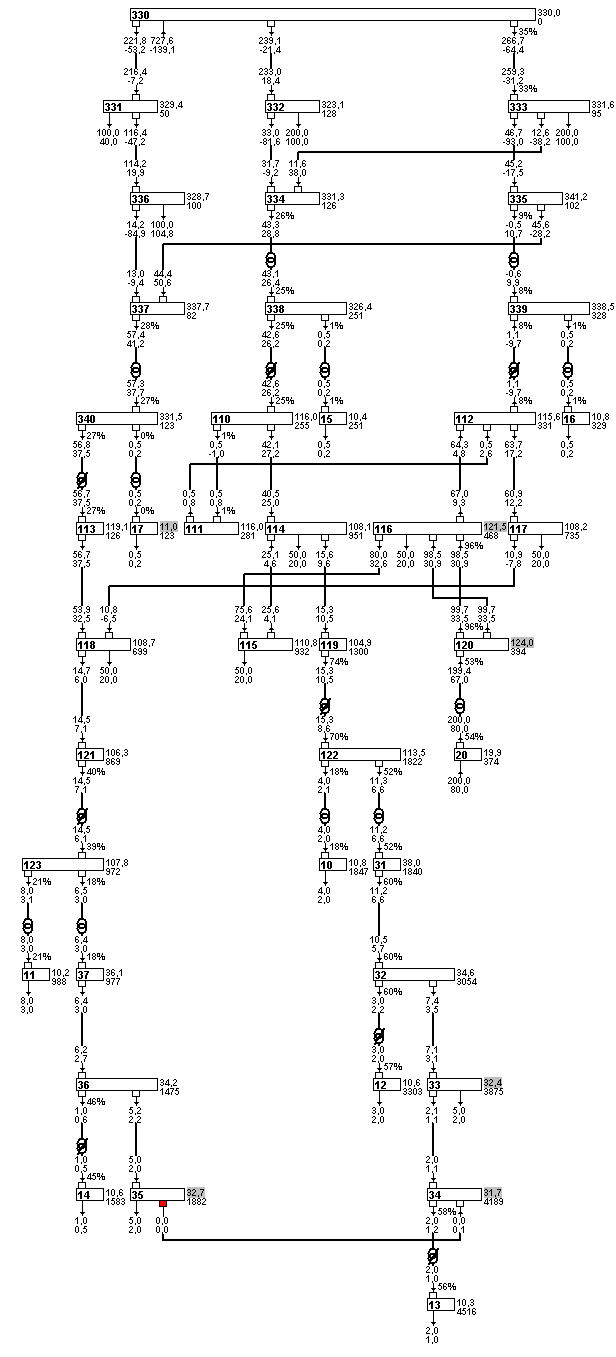 330 330,0
0
35%
221,8 727,6 239,1 266,7
-53,2 -139,1 -21,4 -64,4
216,4 233,0 259,3
-7,2 18,4 -31,2
33%
331 329,4 332 323,1 333 331,6
50 128 95
100,0 116,4 33,0 200,0 46,7 12,6 200,0
40,0 -47,2 -81,6 100,0 -93,0 -38,2 100,0
114,2 31,7 11,6 45,2
19,9 -9,2 38,0 -17,5
336 328,7 334 331,3 335 341,2
100 126 102
26% 9%
14,2 100,0 43,3 -0,5 45,6
-84,9 104,8 28,8 10,7 -28,2
13,0 44,4 43,1 -0,6
-9,4 50,6 26,4 9,9
25% 8%
337 337,7 338 326,4 339 338,5
82 251 328
28% 25% 1% 8% 1%
57,4 42,6 0,5 1,1 0,5
41,2 26,2 0,2 -9,7 0,2
57,3 42,6 0,5 1,1 0,5
37,7 26,2 0,2 -9,7 0,2
27% 25% 1% 8% 1%
340 331,5 110 116,0 15 10,4 112 115,6 16 10,8
123 255 251 331 329
27% 0% 1%
56,8 0,5 0,5 42,1 0,5 64,3 0,5 63,7 0,5
37,5 0,2 -1,0 27,2 0,2 4,8 2,6 17,2 0,2
56,7 0,5 0,5 0,5 40,5 67,0 60,9
37,5 0,2 0,8 0,8 25,0 9,3 12,2
27% 0% 1%
113 119,1 17 11,0 111 116,0 114 108,1 116 121,5 117 108,2
126 123 281 951 468 735
96%
56,7 0,5 25,1 50,0 15,6 80,0 50,0 98,5 98,5 10,9 50,0
37,5 0,2 4,6 20,0 9,6 32,6 20,0 30,9 30,9 -7,8 20,0
53,9 10,8 75,6 25,6 15,3 99,7 99,7
32,5 -6,5 24,1 4,1 10,5 33,5 33,5
96%
118 108,7 115 110,8 119 104,9 120 124,0
699 932 1300 394
74% 53%
14,7 50,0 50,0 15,3 199,4
6,0 20,0 20,0 10,5 67,0
14,5 15,3 200,0
7,1 8,6 80,0
70% 54%
121 106,3 122 113,5 20 19,9
869 1822 374
40% 18% 52%
14,5 4,0 11,3 200,0
7,1 2,1 6,6 80,0
14,5 4,0 11,2
6,1 2,0 6,6
39% 18% 52%
123 107,8 10 10,8 31 38,0
972 1847 1840
21% 18% 60%
8,0 6,5 4,0 11,2
3,1 3,0 2,0 6,6
8,0 6,4 10,5
3,0 3,0 5,7
21% 18% 60%
11 10,2 37 36,1 32 34,6
988 977 3054
60%
8,0 6,4 3,0 7,4
3,0 3,0 2,2 3,5
6,2 3,0 7,1
2,7 2,0 3,1
57%
36 34,2 12 10,6 33 32,4
1475 3303 3875
46%
1,0 5,2 3,0 2,1 5,0
0,6 2,2 2,0 1,1 2,0
1,0 5,0 2,0
0,5 2,0 1,1
45%
14 10,6 35 32,7 34 31,7
1583 1882 4189
58%
1,0 5,0 0,0 2,0 0,0
0,5 2,0 0,0 1,2 0,1
2,0
1,0
56%
13 10,3
4516
2,0
1,0